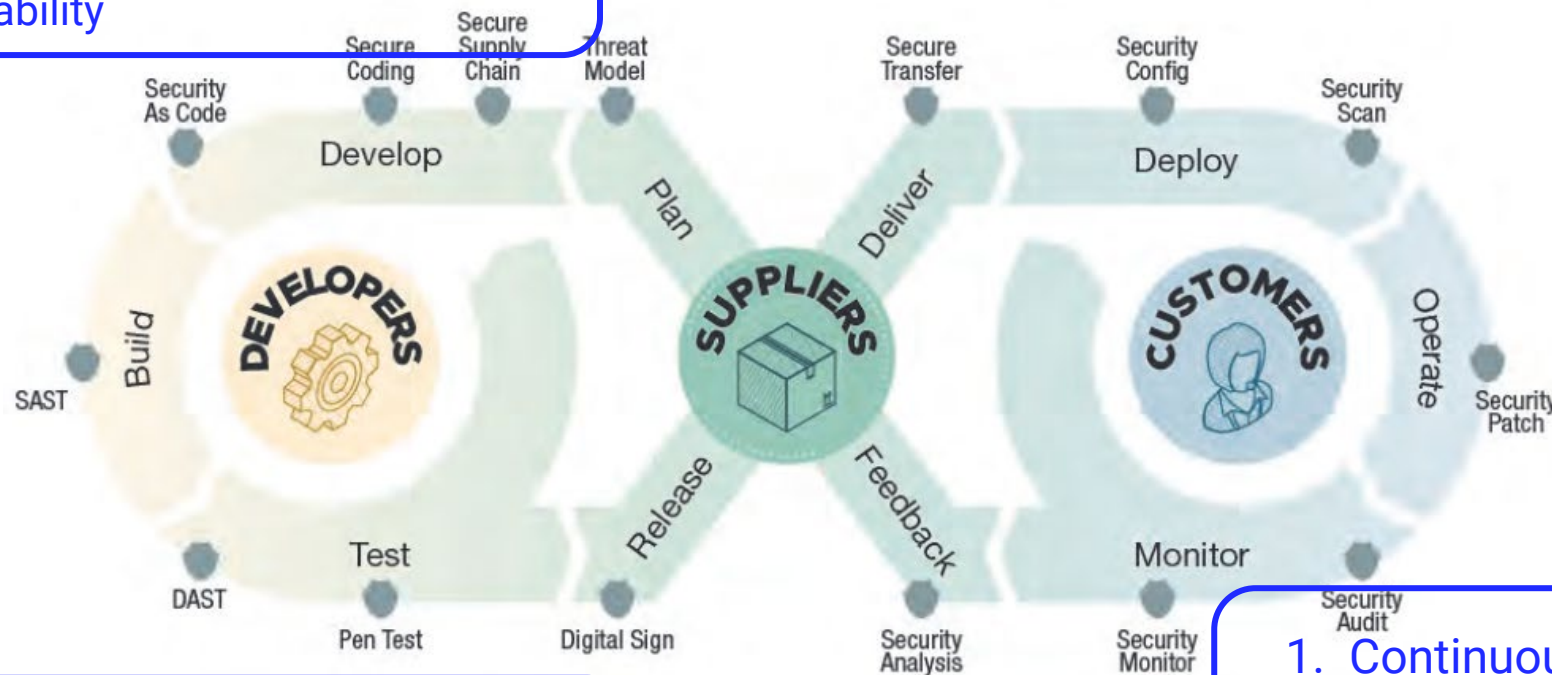 Secure
Supply
Chain
Secure
Coding
Threat
Model
Secure
Transfer
Security
Config
Security
As Code
Security
Scan
Develop
Plan
Deliver
Deploy
DEVELOPERS
SUPPLIERS
CUSTOMERS
Build
Operate
SAST
Security
Patch
Release
Feedback
Test
Monitor
DAST
Pen Test
Digital Sign
Security
Analysis
Security
Monitor
Security
Audit
1.